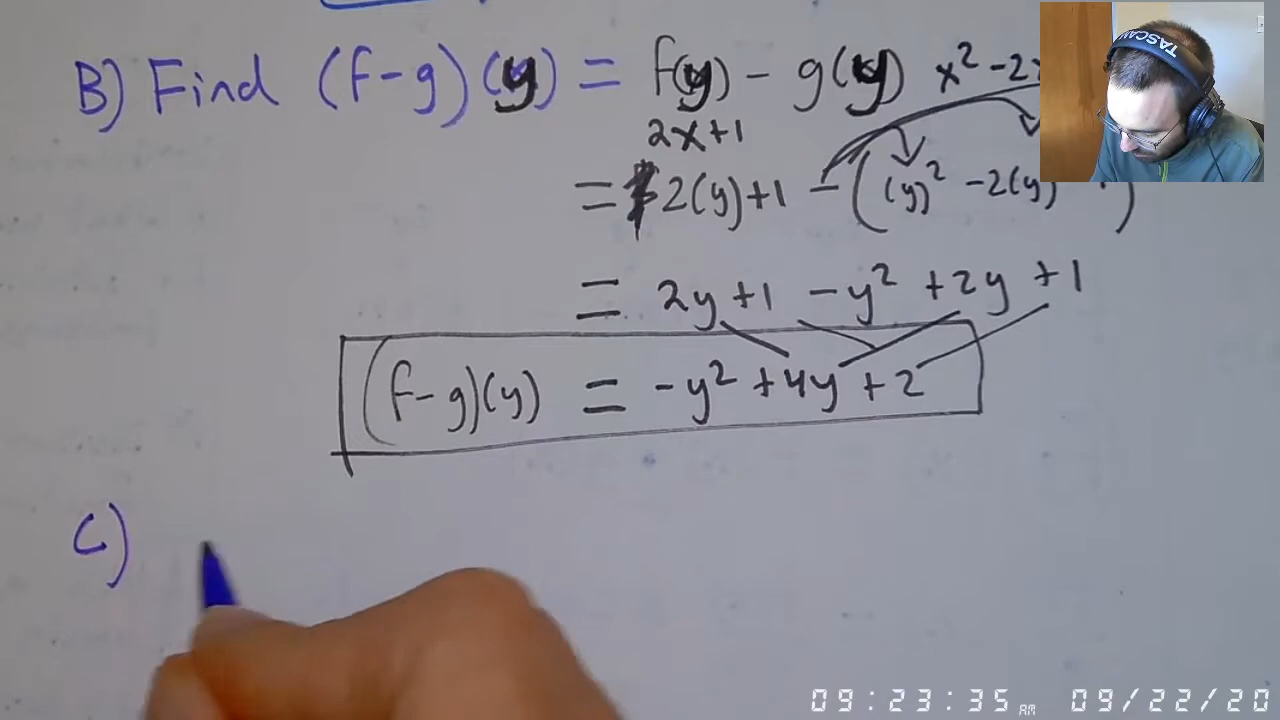 B) Find (f-g)(y) = f(y) - g(y) x² -2
2x+1
= 2(y)+1 - ((y)² -2(y) )
= 2y+1 -y² +2y +1
(f-g)(y) = -y² +4y +2
C)
TASCAM
09:23:35 AM 09/22/20